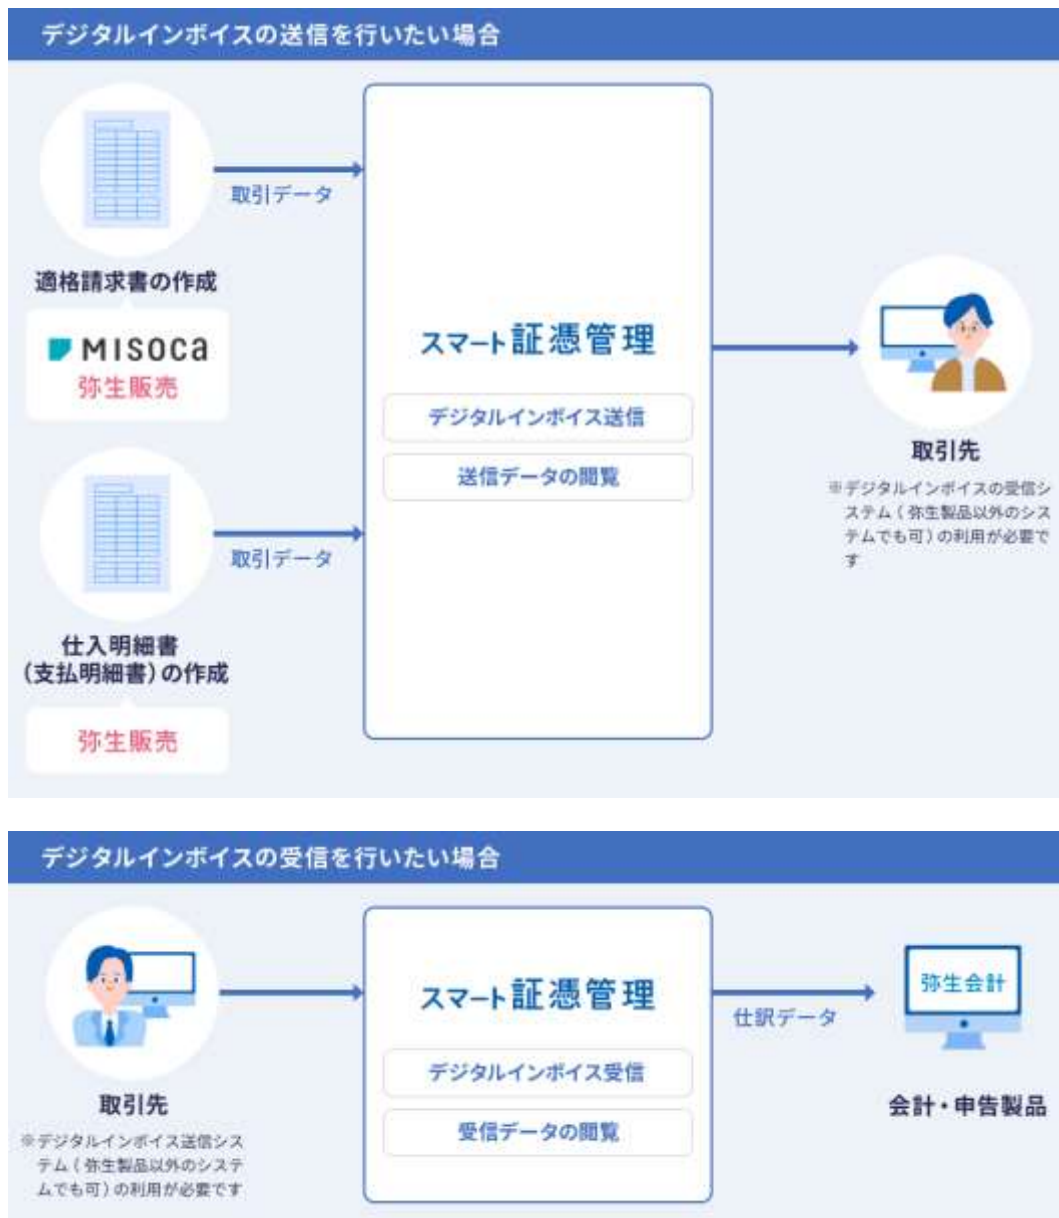 デジタルインボイスの送信を行いたい場合
取引データ
適格請求書の作成
MISOCA
弥生販売
取引データ
仕入明細書
(支払明細書)の作成
弥生販売
スマート証憑管理
デジタルインボイス送信
送信データの閲覧
取引先
※デジタルインボイスの受信シ
ステム(弥生製品以外のシス
テムでも可)の利用が必要で
す
デジタルインボイスの受信を行いたい場合
取引先
※デジタルインボイス送信シス
テム(弥生製品以外のシステ
ムでも可)の利用が必要です
スマート証憑管理
デジタルインボイス受信
受信データの閲覧
仕訳データ
弥生会計
会計・申告製品